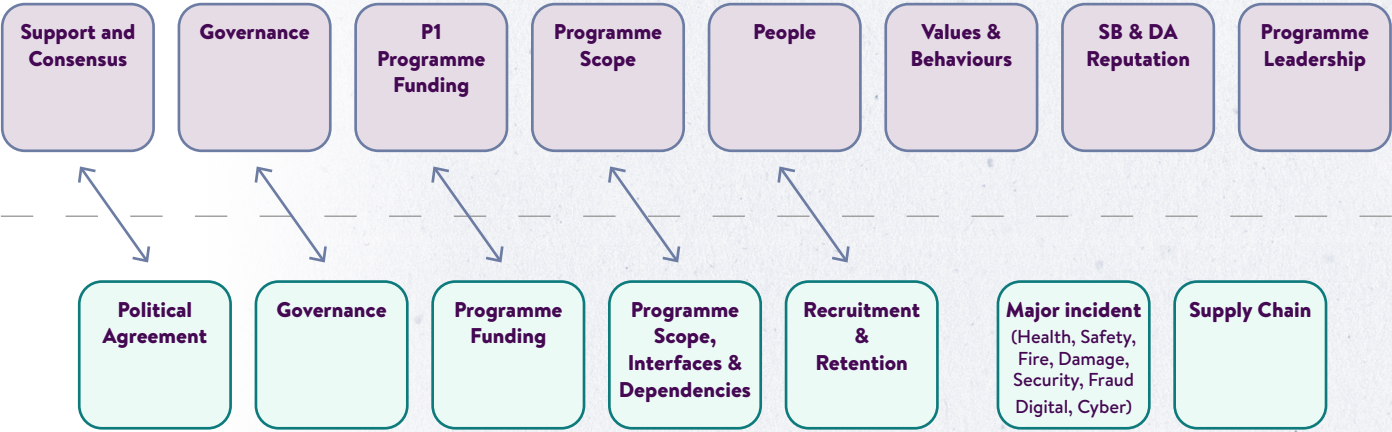 Support and
Consensus
Governance
P1
Programme
Funding
Programme
Scope
People
Values &
Behaviours
SB & DA
Reputation
Programme
Leadership
Political
Agreement
Governance
Programme
Funding
Programme
Scope,
Interfaces &
Dependencies
Recruitment
&
Retention
Major incident
(Health, Safety,
Fire, Damage,
Security, Fraud
Digital, Cyber)
Supply Chain